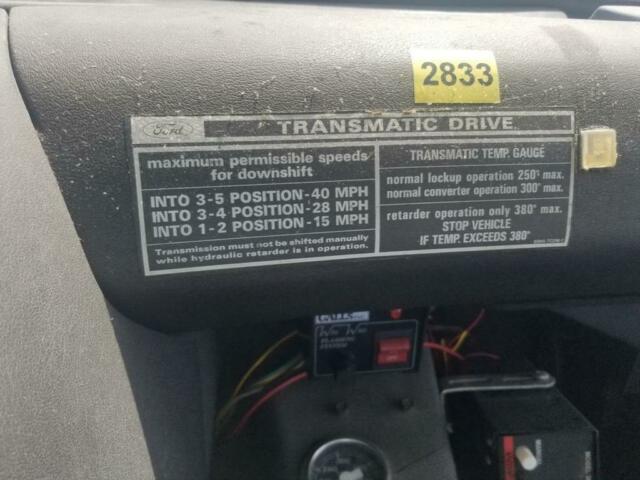 2833
Ford
TRANSMATIC DRIVE
maximum permissible speeds
for downshift
INTO 3-5 POSITION-40 MPH
INTO 3-4 POSITION-28 MPH
INTO 1-2 POSITION-15 MPH
Transmission must not be shifted manually
while hydraulic retarder is in operation.
TRANSMATIC TEMP. GAUGE
normal lockup operation 250° max.
normal converter operation 300° max.
retarder operation only 380° max.
STOP VEHICLE
IF TEMP. EXCEEDS 380°
SYSTEM